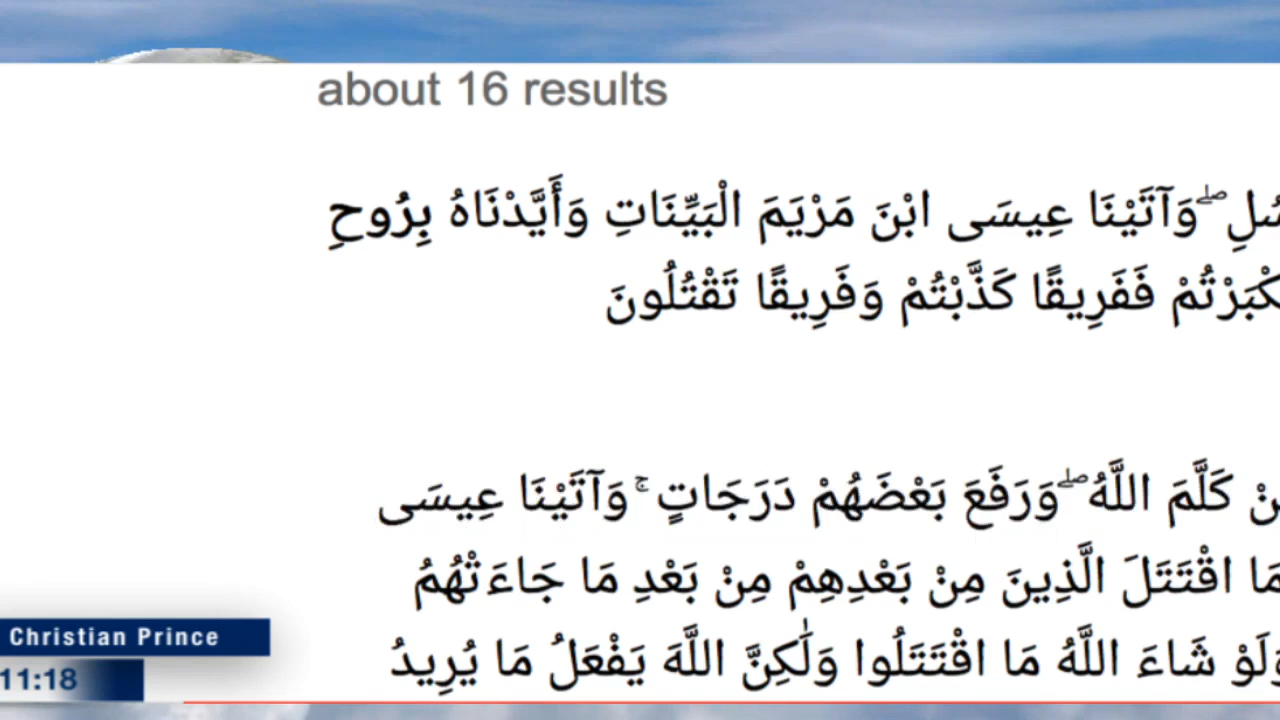 about 16 results
وَآتَيْنَا عِيسَى ابْنَ مَرْيَمَ الْبَيِّنَاتِ وَأَيَّدْنَاهُ بِرُوحِ
فَفَرِيقًا كَذَّبْتُمْ وَفَرِيقًا تَقْتُلُونَ
كَلَّمَ اللَّهُ ۖ وَرَفَعَ بَعْضَهُمْ دَرَجَاتٍ ۚ وَآتَيْنَا عِيسَى
مَا اقْتَتَلَ الَّذِينَ مِنْ بَعْدِهِمْ مِنْ بَعْدِ مَا جَاءَتْهُمُ
وَلَوْ شَاءَ اللَّهُ مَا اقْتَتَلُوا وَلَٰكِنَّ اللَّهَ يَفْعَلُ مَا يُرِيدُ
Christian Prince
11:18